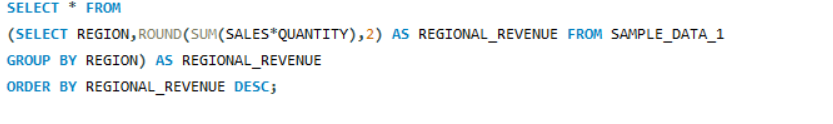 SELECT * FROM
(SELECT REGION,ROUND(SUM(SALES*QUANTITY),2) AS REGIONAL_REVENUE FROM SAMPLE_DATA_1
GROUP BY REGION) AS REGIONAL_REVENUE
ORDER BY REGIONAL_REVENUE DESC;